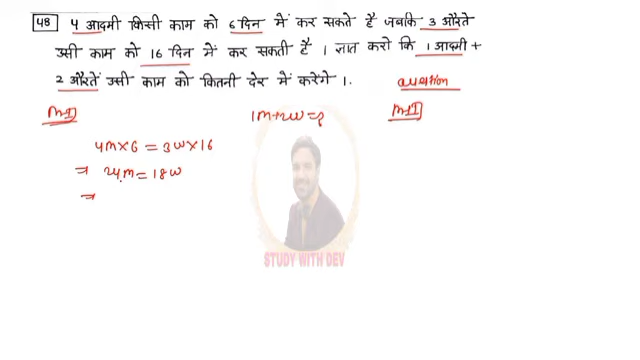 48 4 आदमी किसी काम को 6 दिन में कर सकते है जबकि 3 औरते
उसी काम को 16 दिन में कर सकती है । ज्ञात करो कि 1 आदमी +
2 औरतें उसी काम को कितनी देर में करेंगे ।
question
M-I
1M+2W=?
M-II
4M×6=3W×16
⇒ 24M=18W
⇒
STUDY WITH DEV